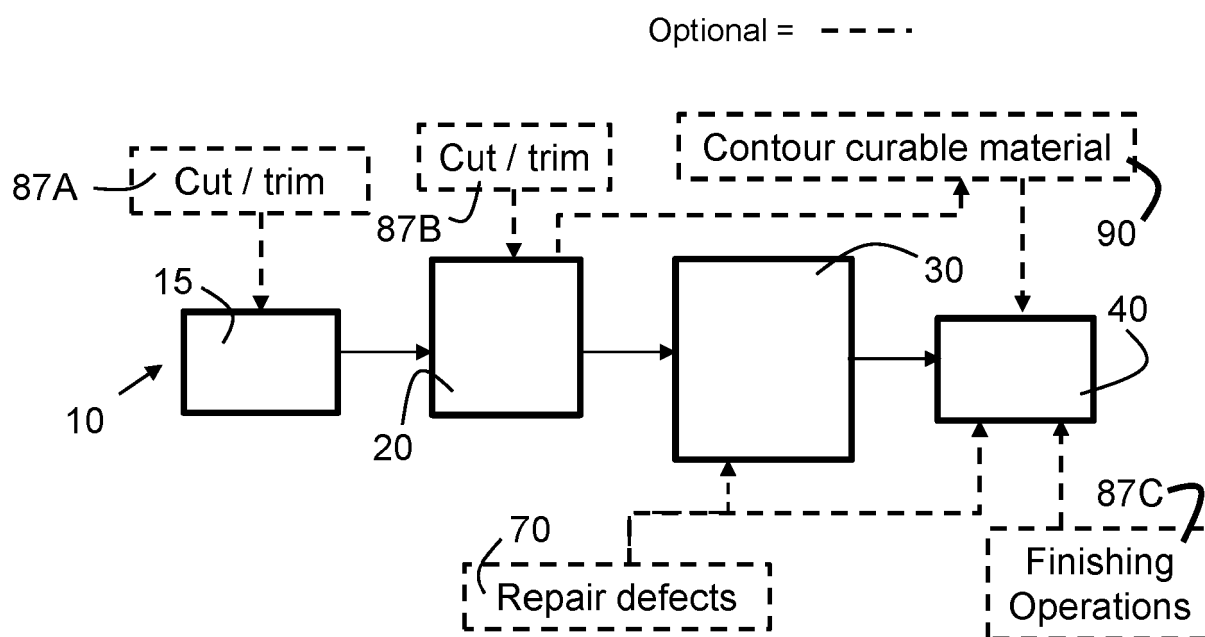 Optional =
Cut / trim
Cut / trim
Contour curable material
87A
87B
90
15
30
40
10
20
87C
70
Repair defects
Finishing
Operations